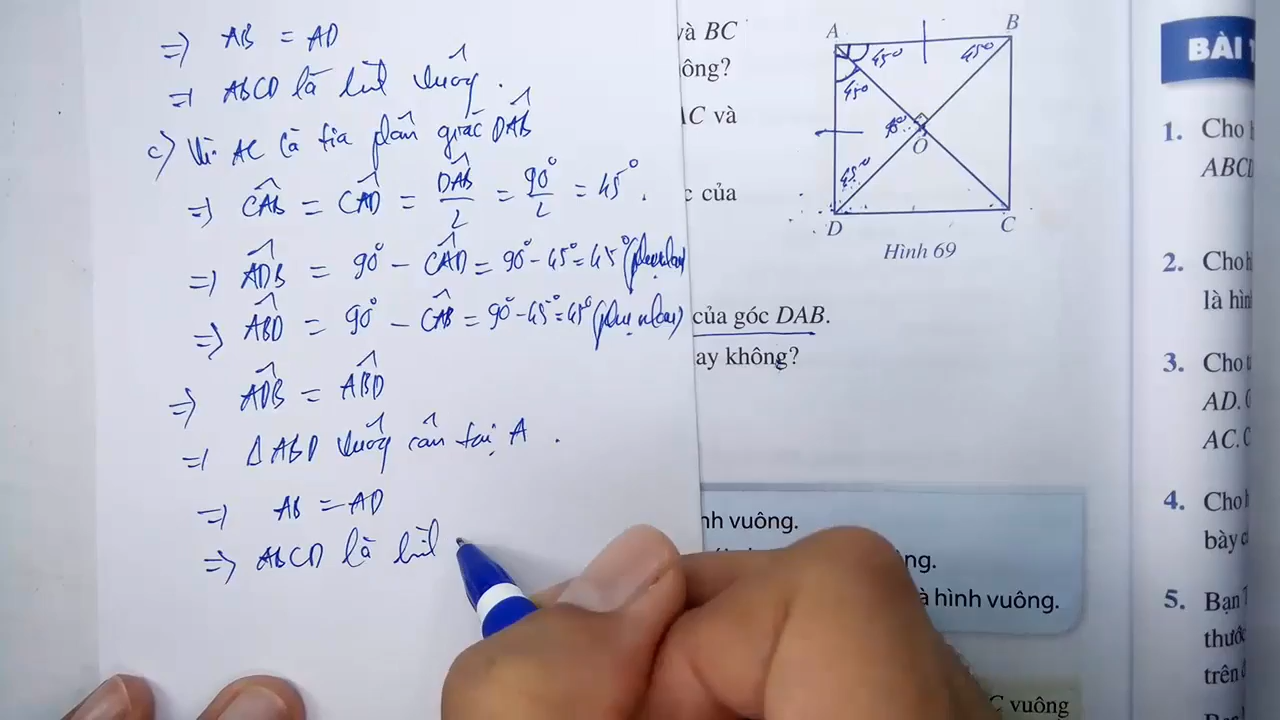 => AB = AD
=> ABCD là hình vuông.
c) Vì AC là tia phân giác DAB
=> CAB = CAD = DAB/2 = 90°/2 = 45°.
=> ADB = 90° - CAD = 90° - 45° = 45° (phụ nhau)
=> ABD = 90° - CAB = 90° - 45° = 45° (phụ nhau)
=> ADB = ABD
=> ΔABD vuông cân tại A.
=> AB = AD
=> ABCD là hình
và BC
ông?
AC và
c của
của góc DAB.
ay không?
nh vuông.
ng.
à hình vuông.
C vuông
A
B
45°
45°
45°
O
45°
D
C
Hình 69
BÀI
1. Cho
ABCD
2. Cho h
là hìn
3. Cho
AD.
AC.
4. Cho
bày
5. Bạn
thước
trên